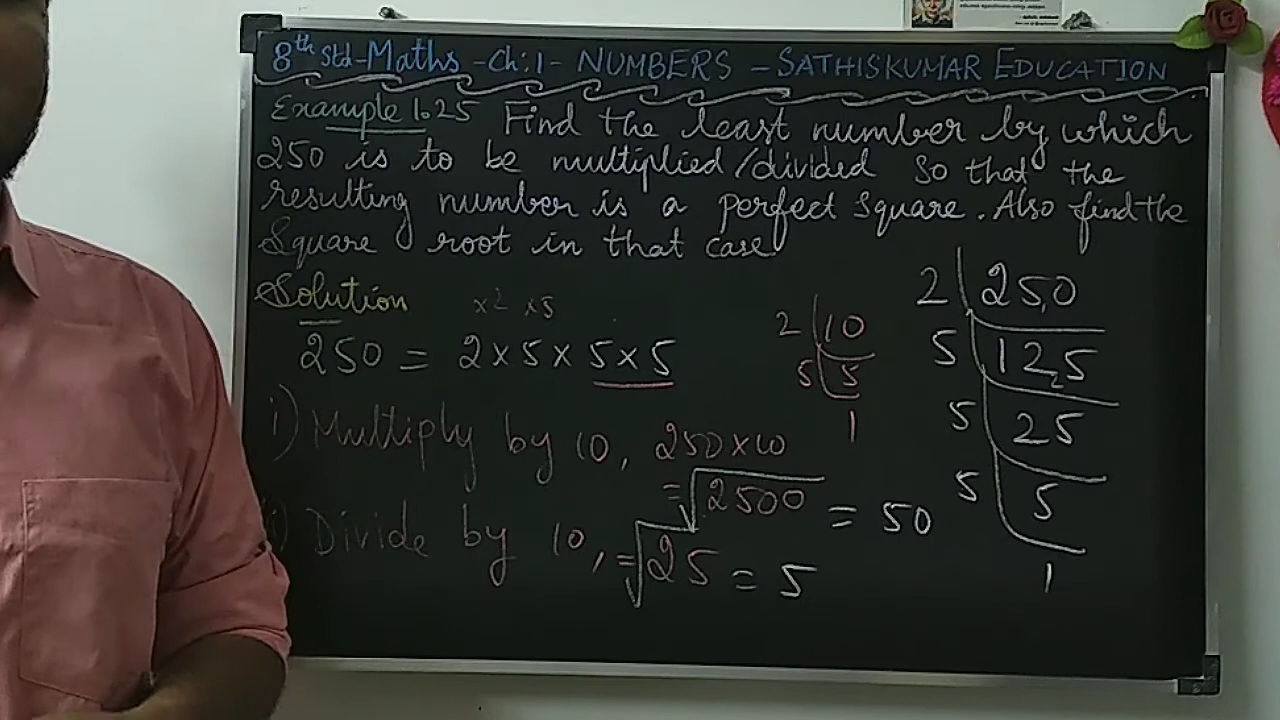 8th Std-Maths -Ch:1- NUMBERS - SATHISKUMAR EDUCATION
Example 1.25 Find the least number by which
250 is to be multiplied/divided so that the
resulting number is a perfect square. Also find the
square root in that case
Solution
×2 ×5
250 = 2×5×5×5
2 | 10
5 | 5
1
i) Multiply by 10, 250×10
=√2500 = 50
) Divide by 10, =√25 = 5
2 | 250
5 | 125
5 | 25
5 | 5
1